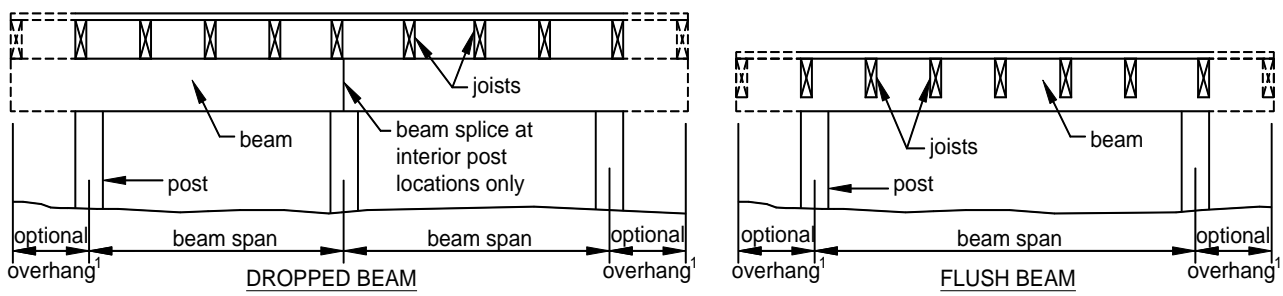 joists
beam
beam splice at
interior post
locations only
post
optional
beam span
beam span
optional
overhang¹
overhang¹
DROPPED BEAM
joists
beam
post
optional
beam span
optional
overhang¹
overhang¹
FLUSH BEAM